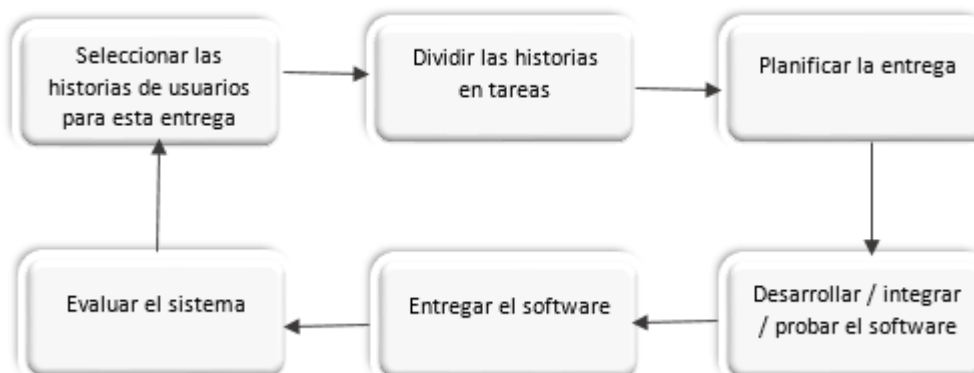 Seleccionar las
historias de usuarios
para esta entrega
Dividir las historias
en tareas
Planificar la entrega
Desarrollar / integrar
/ probar el software
Entregar el software
Evaluar el sistema